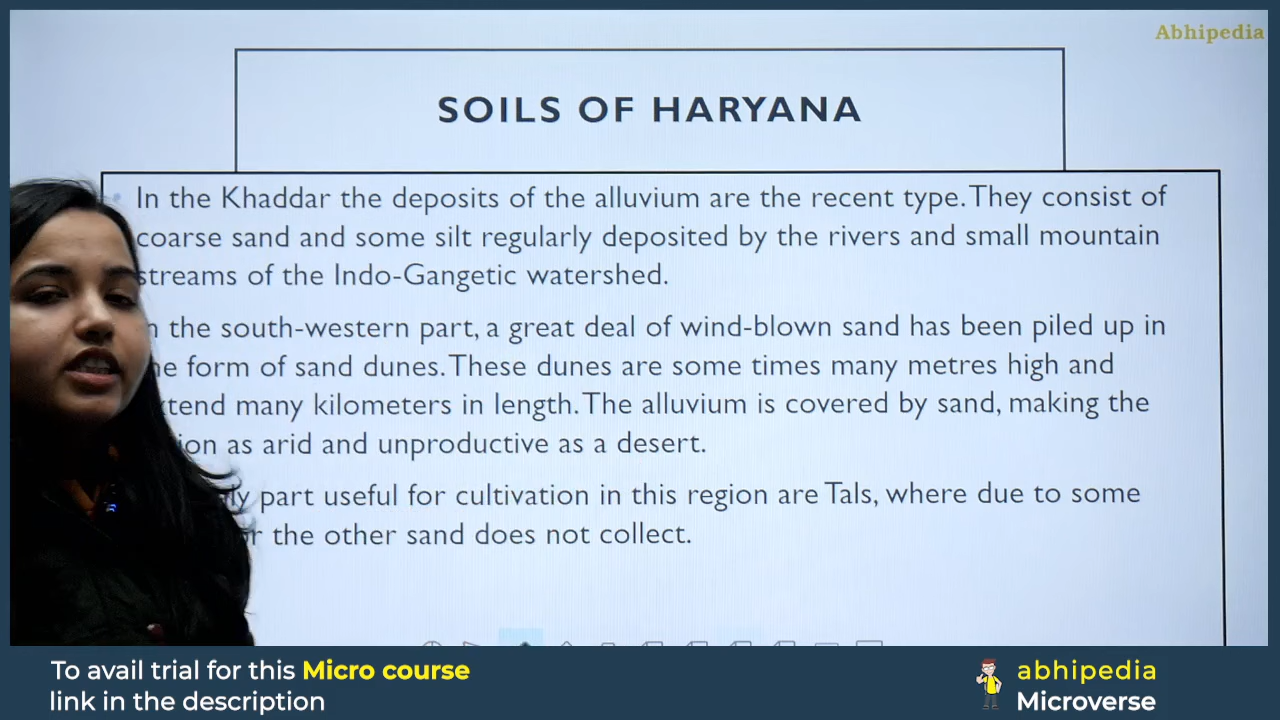 Abhipedia
SOILS OF HARYANA
In the Khaddar the deposits of the alluvium are the recent type. They consist of
coarse sand and some silt regularly deposited by the rivers and small mountain
streams of the Indo-Gangetic watershed.
the south-western part, a great deal of wind-blown sand has been piled up in
form of sand dunes. These dunes are some times many metres high and
many kilometers in length. The alluvium is covered by sand, making the
as arid and unproductive as a desert.
part useful for cultivation in this region are Tals, where due to some
the other sand does not collect.
To avail trial for this Micro course
link in the description
abhipedia
Microverse